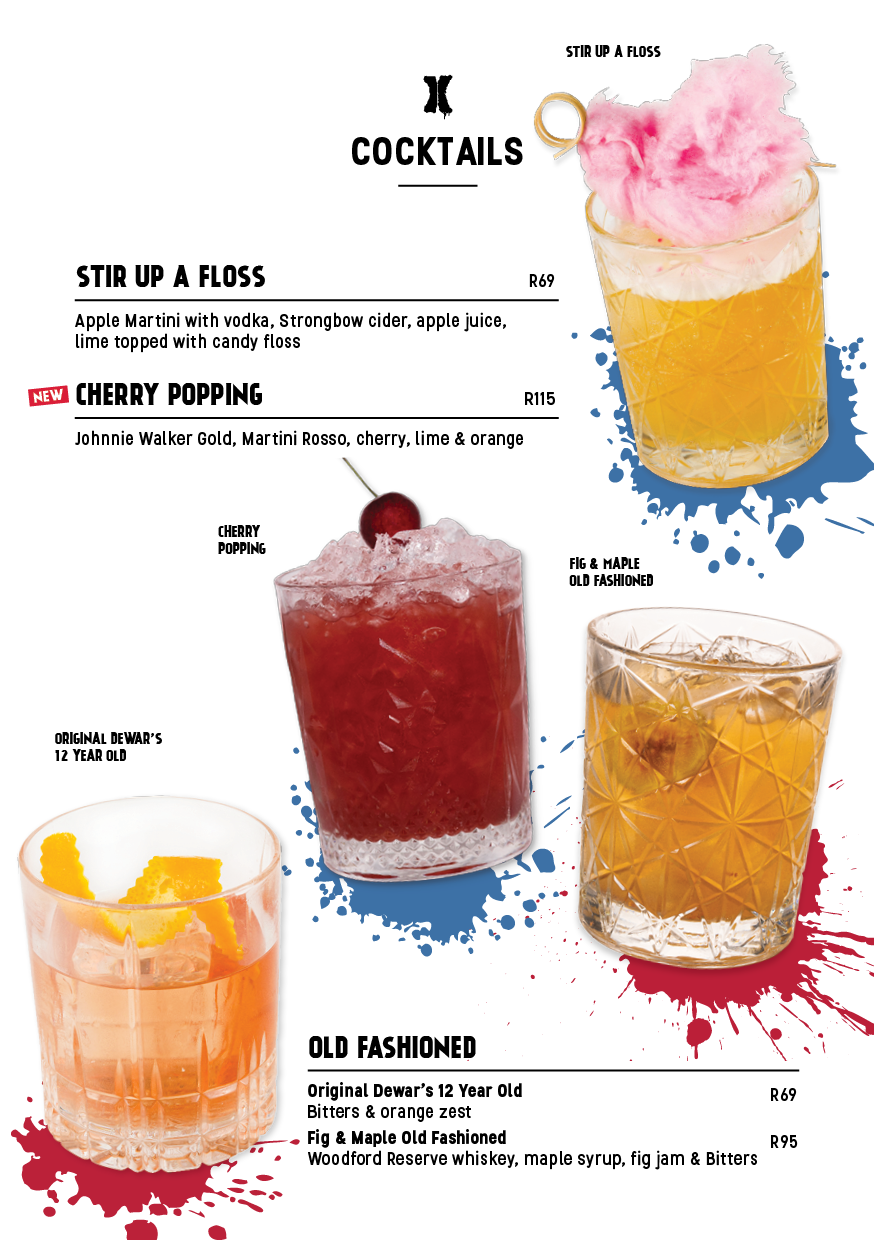 STIR UP A FLOSS
COCKTAILS
STIR UP A FLOSS R69
Apple Martini with vodka, Strongbow cider, apple juice,
lime topped with candy floss
NEW CHERRY POPPING R115
Johnnie Walker Gold, Martini Rosso, cherry, lime & orange
CHERRY
POPPING
FIG & MAPLE
OLD FASHIONED
ORIGINAL DEWAR'S
12 YEAR OLD
OLD FASHIONED
Original Dewar's 12 Year Old R69
Bitters & orange zest
Fig & Maple Old Fashioned R95
Woodford Reserve whiskey, maple syrup, fig jam & Bitters